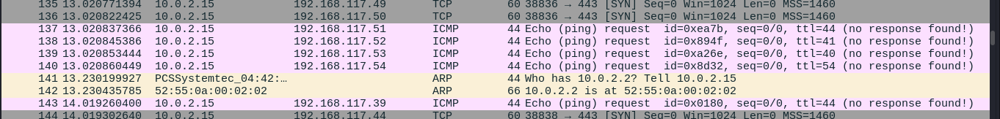 135 13.020771394 10.0.2.15 192.168.117.49 TCP 60 38836 → 443 [SYN] Seq=0 Win=1024 Len=0 MSS=1460
136 13.020822425 10.0.2.15 192.168.117.50 TCP 60 38836 → 443 [SYN] Seq=0 Win=1024 Len=0 MSS=1460
137 13.020837366 10.0.2.15 192.168.117.51 ICMP 44 Echo (ping) request id=0xea7b, seq=0/0, ttl=44 (no response found!)
138 13.020845386 10.0.2.15 192.168.117.52 ICMP 44 Echo (ping) request id=0x894f, seq=0/0, ttl=41 (no response found!)
139 13.020853444 10.0.2.15 192.168.117.53 ICMP 44 Echo (ping) request id=0xa26e, seq=0/0, ttl=40 (no response found!)
140 13.020860449 10.0.2.15 192.168.117.54 ICMP 44 Echo (ping) request id=0x8d32, seq=0/0, ttl=54 (no response found!)
141 13.230199927 PCSSystemtec_04:42:… ARP 44 Who has 10.0.2.2? Tell 10.0.2.15
142 13.230435785 52:55:0a:00:02:02 ARP 66 10.0.2.2 is at 52:55:0a:00:02:02
143 14.019260400 10.0.2.15 192.168.117.39 ICMP 44 Echo (ping) request id=0x0180, seq=0/0, ttl=44 (no response found!)
144 14.019302640 10.0.2.15 192.168.117.44 TCP 60 38838 → 443 [SYN] Seq=0 Win=1024 Len=0 MSS=1460